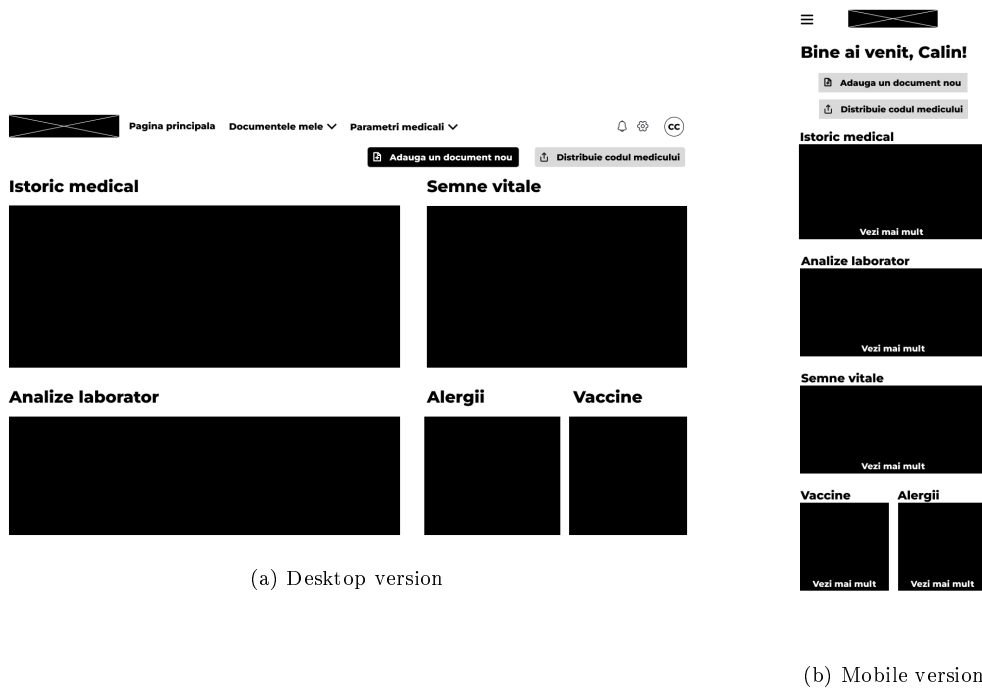 Pagina principala Documentele mele Parametri medicali CC
Adauga un document nou Distribuie codul medicului
Istoric medical Semne vitale
Analize laborator Alergii Vaccine
(a) Desktop version
Bine ai venit, Calin!
Adauga un document nou
Distribuie codul medicului
Istoric medical
Vezi mai mult
Analize laborator
Vezi mai mult
Semne vitale
Vezi mai mult
Vaccine Alergii
Vezi mai mult Vezi mai mult
(b) Mobile version